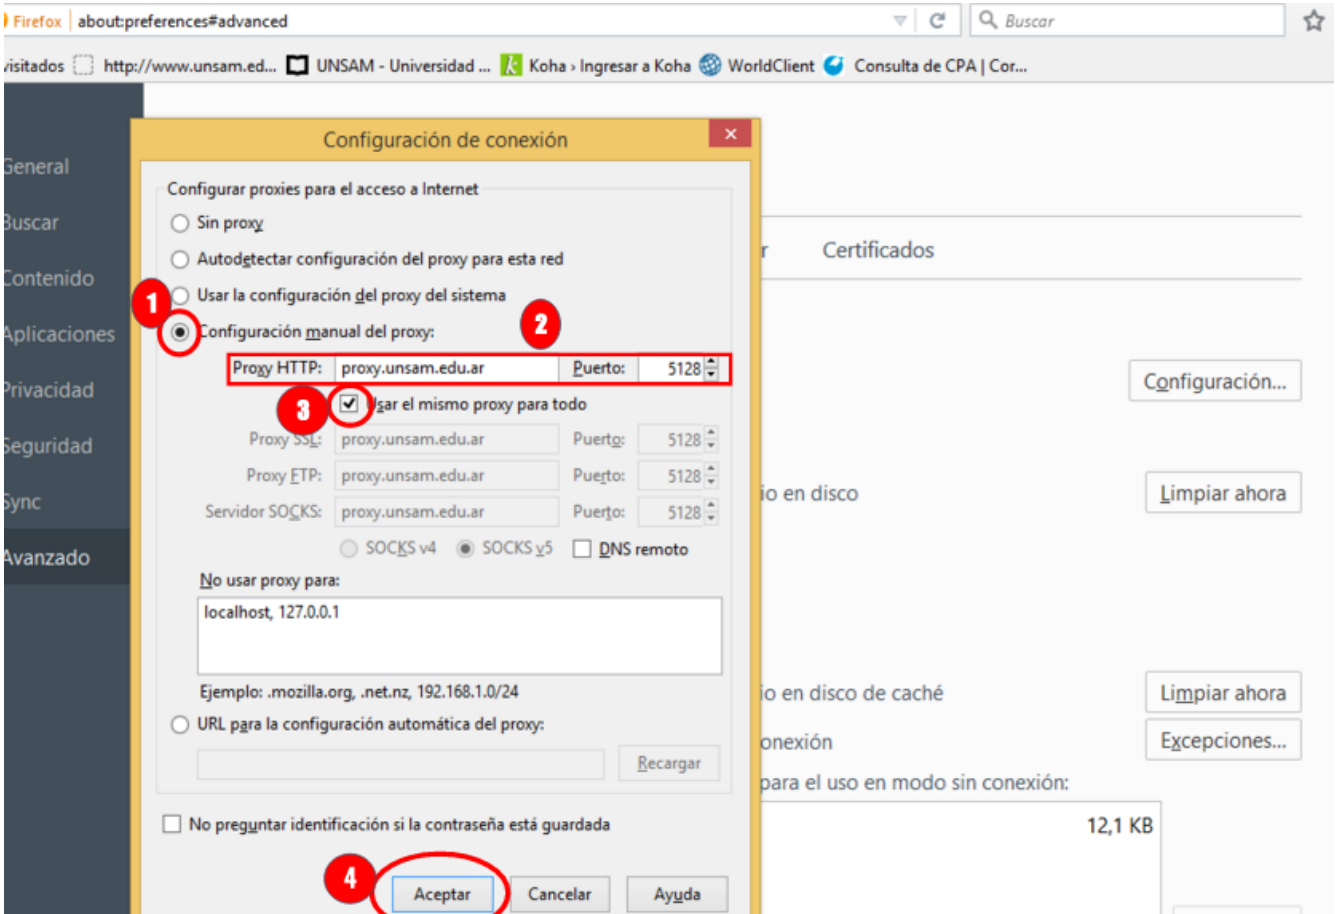 Firefox about:preferences#advanced Buscar
visitados http://www.unsam.ed... UNSAM - Universidad ... Koha › Ingresar a Koha WorldClient Consulta de CPA | Cor...
General
Buscar
Contenido
Aplicaciones
Privacidad
Seguridad
Sync
Avanzado
Configuración de conexión
Configurar proxies para el acceso a Internet
Sin proxy
Autodetectar configuración del proxy para esta red
Usar la configuración del proxy del sistema
1
Configuración manual del proxy:
2
Proxy HTTP: proxy.unsam.edu.ar Puerto: 5128
3
Usar el mismo proxy para todo
Proxy SSL: proxy.unsam.edu.ar Puerto: 5128
Proxy FTP: proxy.unsam.edu.ar Puerto: 5128
Servidor SOCKS: proxy.unsam.edu.ar Puerto: 5128
SOCKS v4 SOCKS v5 DNS remoto
No usar proxy para:
localhost, 127.0.0.1
Ejemplo: .mozilla.org, .net.nz, 192.168.1.0/24
URL para la configuración automática del proxy:
Recargar
No preguntar identificación si la contraseña está guardada
4
Aceptar Cancelar Ayuda
r Certificados
Configuración...
io en disco Limpiar ahora
io en disco de caché Limpiar ahora
onexión Excepciones...
para el uso en modo sin conexión:
12,1 KB